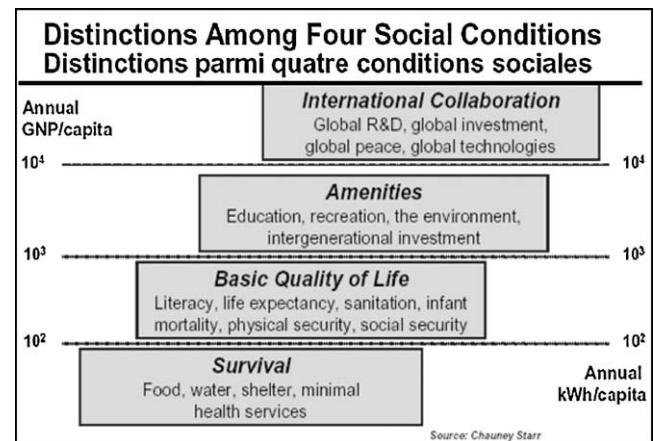 Distinctions Among Four Social Conditions
Distinctions parmi quatre conditions sociales
Annual
GNP/capita
International Collaboration
Global R&D, global investment,
global peace, global technologies
10⁴
10⁴
Amenities
Education, recreation, the environment,
intergenerational investment
10³
10³
Basic Quality of Life
Literacy, life expectancy, sanitation, infant
mortality, physical security, social security
10²
10²
Survival
Food, water, shelter, minimal
health services
Annual
kWh/capita
Source: Chauney Starr